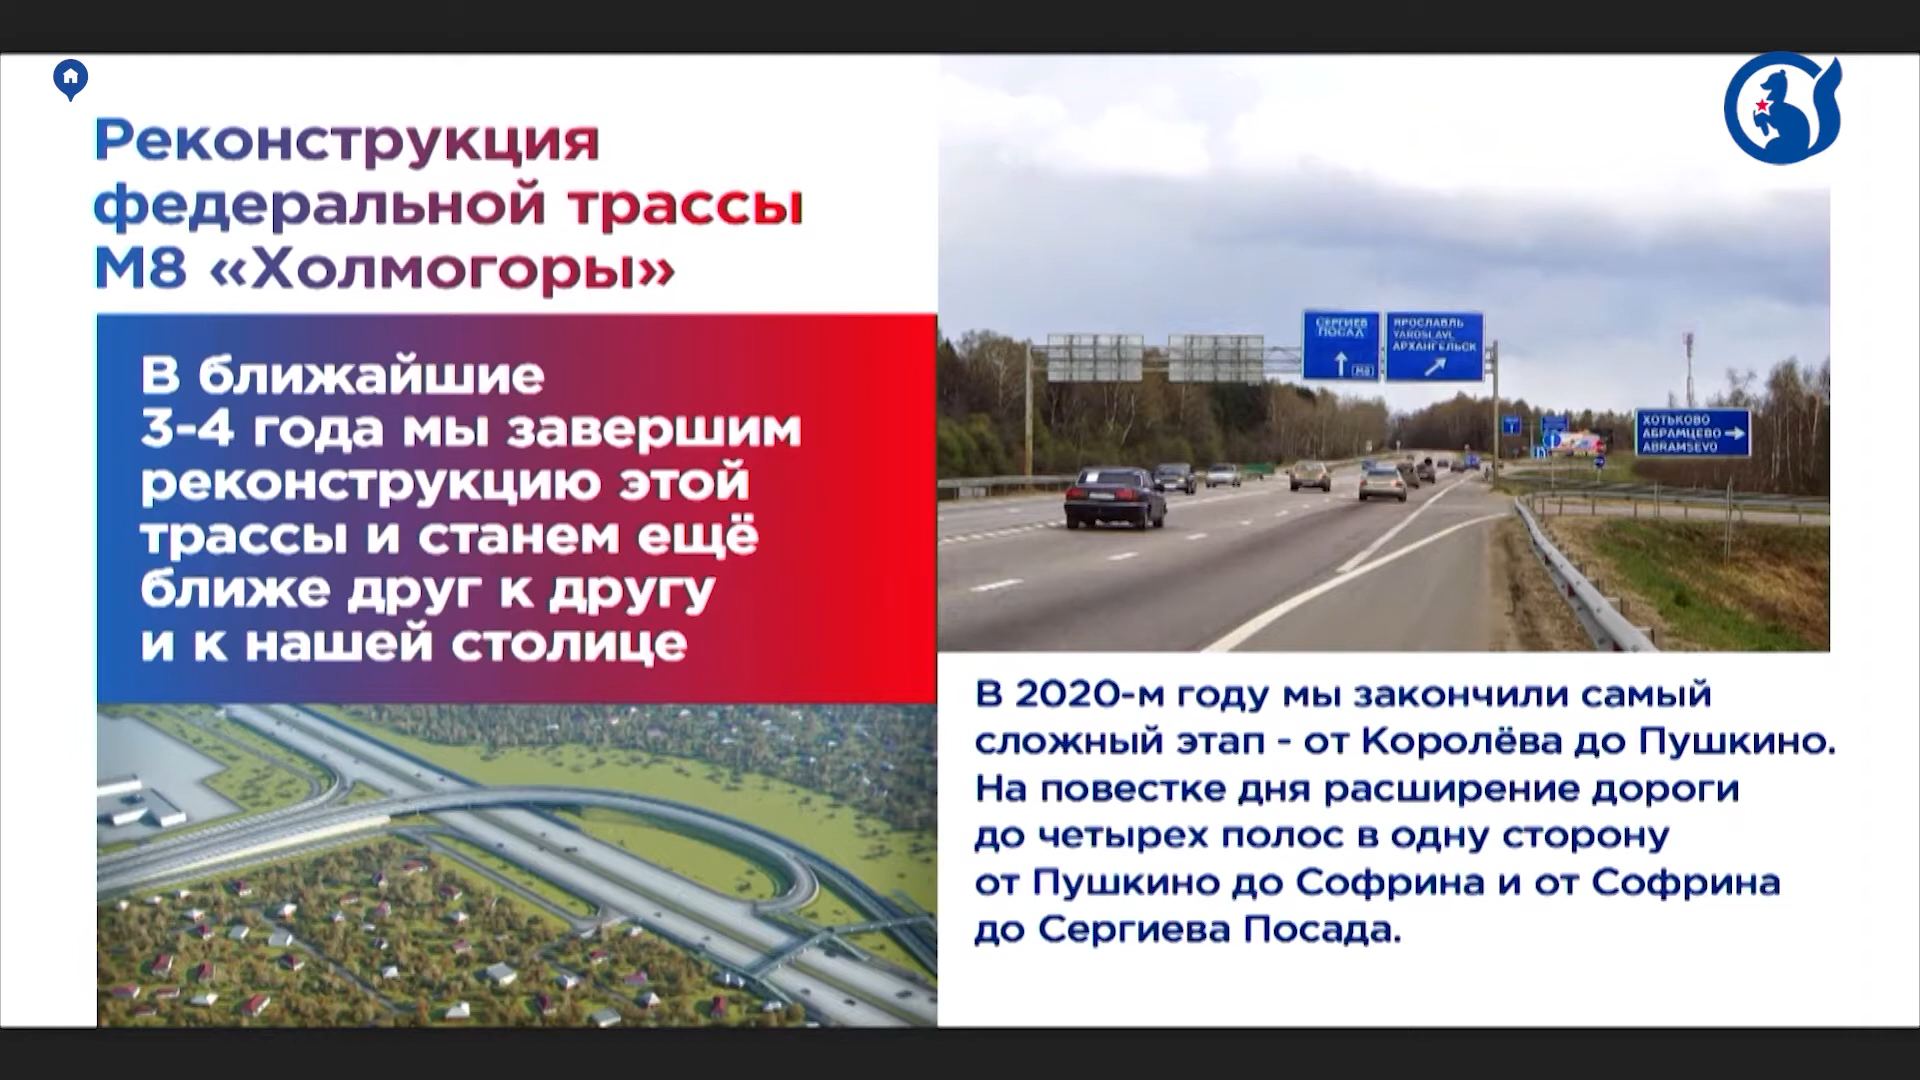 Реконструкция
федеральной трассы
М8 «Холмогоры»
В ближайшие
3-4 года мы завершим
реконструкцию этой
трассы и станем ещё
ближе друг к другу
и к нашей столице
СЕРГИЕВ
ПОСАД
М8
ЯРОСЛАВЛЬ
YAROSLAVL
АРХАНГЕЛЬСК
ХОТЬКОВО
АБРАМЦЕВО
ABRAMSEVO
В 2020-м году мы закончили самый
сложный этап - от Королёва до Пушкино.
На повестке дня расширение дороги
до четырех полос в одну сторону
от Пушкино до Софрина и от Софрина
до Сергиева Посада.